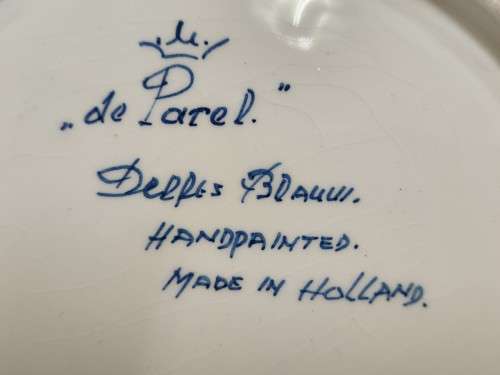 .M.
„de Parel."
Delfts Blauw.
HANDPAINTED.
MADE IN HOLLAND.